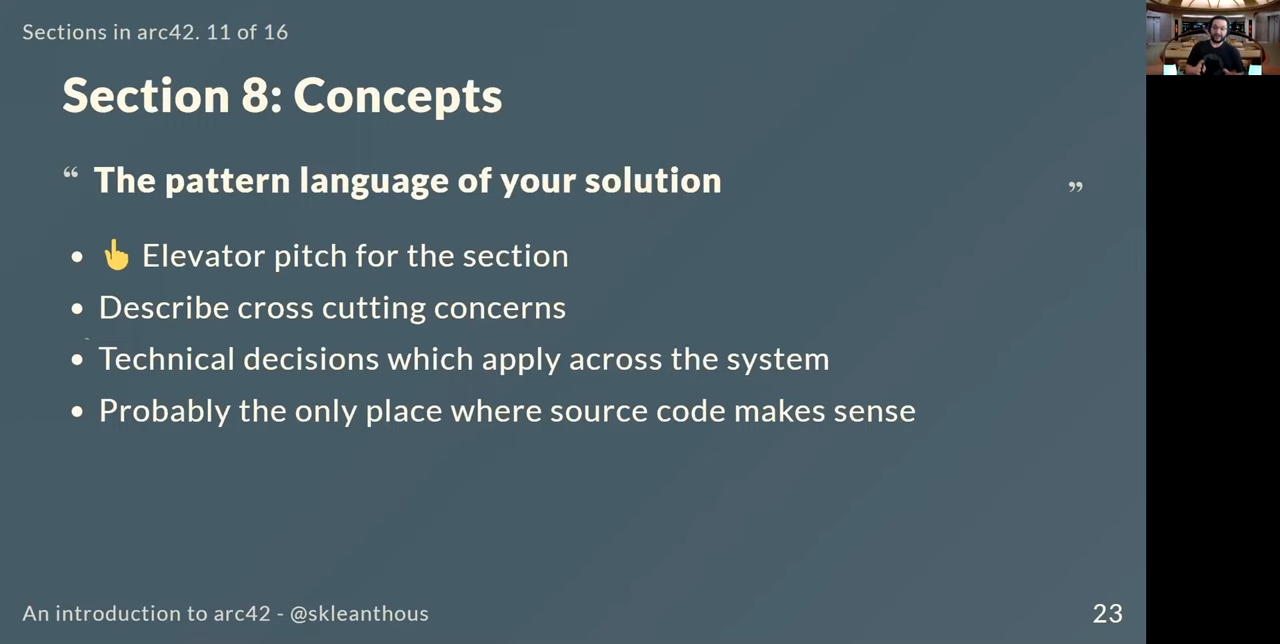 Sections in arc42. 11 of 16
Section 8: Concepts
“ The pattern language of your solution ”
• 👆 Elevator pitch for the section
• Describe cross cutting concerns
• Technical decisions which apply across the system
• Probably the only place where source code makes sense
An introduction to arc42 - @skleanthous
23